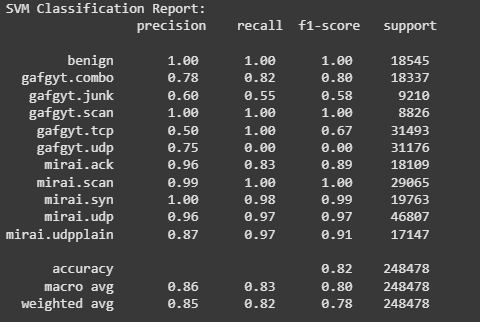 SVM Classification Report:
precision recall f1-score support
benign 1.00 1.00 1.00 18545
gafgyt.combo 0.78 0.82 0.80 18337
gafgyt.junk 0.60 0.55 0.58 9210
gafgyt.scan 1.00 1.00 1.00 8826
gafgyt.tcp 0.50 1.00 0.67 31493
gafgyt.udp 0.75 0.00 0.00 31176
mirai.ack 0.96 0.83 0.89 18109
mirai.scan 0.99 1.00 1.00 29065
mirai.syn 1.00 0.98 0.99 19763
mirai.udp 0.96 0.97 0.97 46807
mirai.udpplain 0.87 0.97 0.91 17147
accuracy 0.82 248478
macro avg 0.86 0.83 0.80 248478
weighted avg 0.85 0.82 0.78 248478